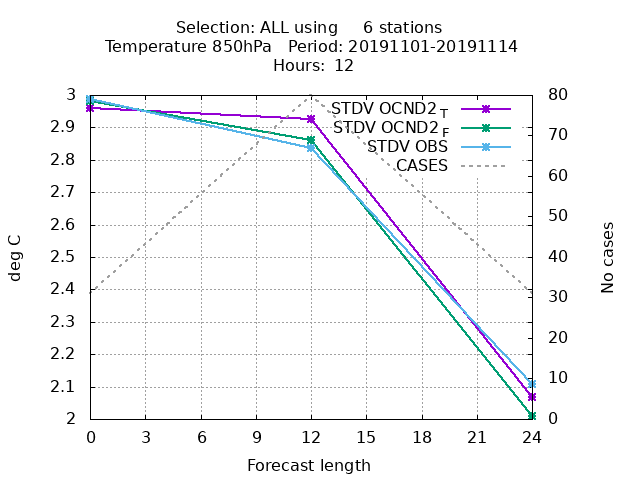 Selection: ALL using     6 stations
Temperature 850hPa   Period: 20191101-20191114
Hours: 12
3
2.9
2.8
2.7
2.6
2.5
2.4
2.3
2.2
2.1
2
deg C
STDV OCND2_T
STDV OCND2_F
STDV OBS
CASES
80
70
60
50
40
30
20
10
0
No cases
0 3 6 9 12 15 18 21 24
Forecast length